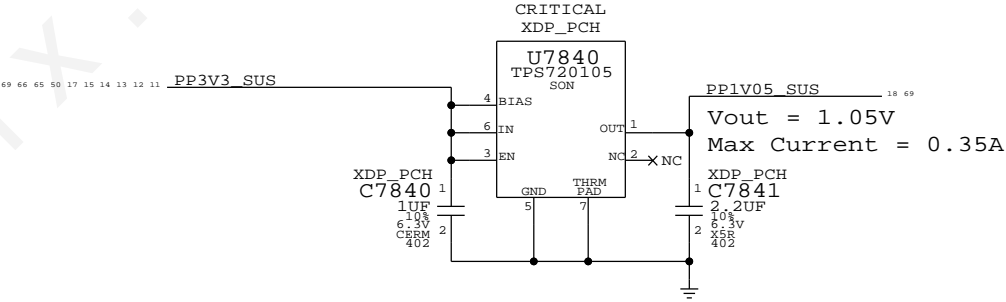 CRITICAL
XDP_PCH
U7840
TPS720105
SON
69 66 65 50 17 15 14 13 12 11 PP3V3_SUS
PP1V05_SUS 18 69
Vout = 1.05V
Max Current = 0.35A
4 BIAS
6 IN
OUT 1
3 EN
NC 2 NC
GND
THRM
PAD
5
7
XDP_PCH
C7840
1
1UF
10%
6.3V
CERM
402
2
XDP_PCH
1
C7841
2.2UF
10%
6.3V
X5R
402
2